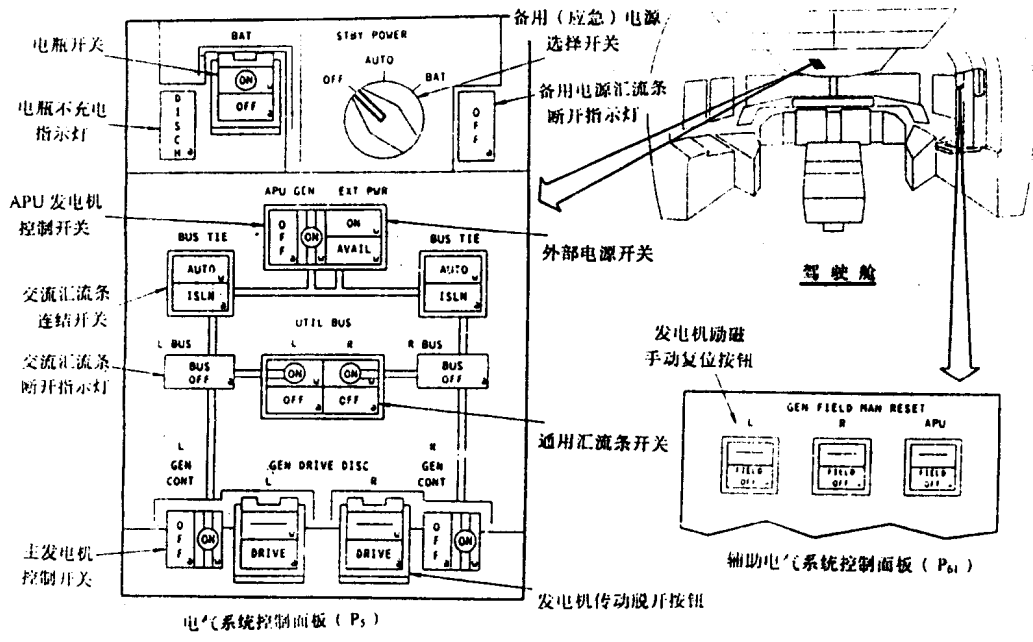 电瓶开关
BAT
ON
OFF
STBY POWER
OFF
AUTO
BAT
备用（应急）电源
选择开关
电瓶不充电
指示灯
DISCH
OFF
备用电源汇流条
断开指示灯
APU 发电机
控制开关
APU GEN
EXT PWR
OFF
ON
ON
AVAIL
外部电源开关
驾驶舱
BUS TIE
AUTO
ISLN
BUS TIE
AUTO
ISLN
交流汇流条
连结开关
UTIL BUS
L
R
L BUS
R BUS
BUS
OFF
ON
OFF
ON
OFF
BUS
OFF
交流汇流条
断开指示灯
通用汇流条开关
发电机励磁
手动复位按钮
GEN FIELD MAN RESET
L
R
APU
FIELD
OFF
FIELD
OFF
FIELD
OFF
辅助电气系统控制面板（P61）
L
GEN
CONT
GEN DRIVE DISC
L
R
R
GEN
CONT
OFF
ON
DRIVE
DRIVE
OFF
ON
主发电机
控制开关
发电机传动脱开按钮
电气系统控制面板（P5）